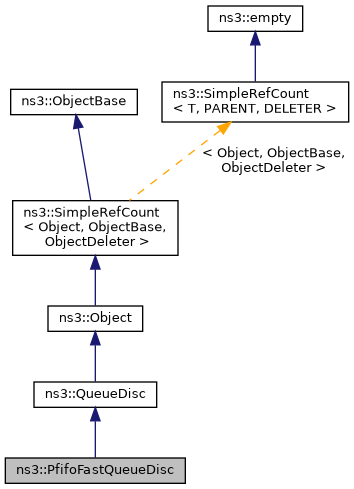 ns3::empty
ns3::ObjectBase
ns3::SimpleRefCount
< T, PARENT, DELETER >
< Object, ObjectBase,
ObjectDeleter >
ns3::SimpleRefCount
< Object, ObjectBase,
ObjectDeleter >
ns3::Object
ns3::QueueDisc
ns3::PfifoFastQueueDisc